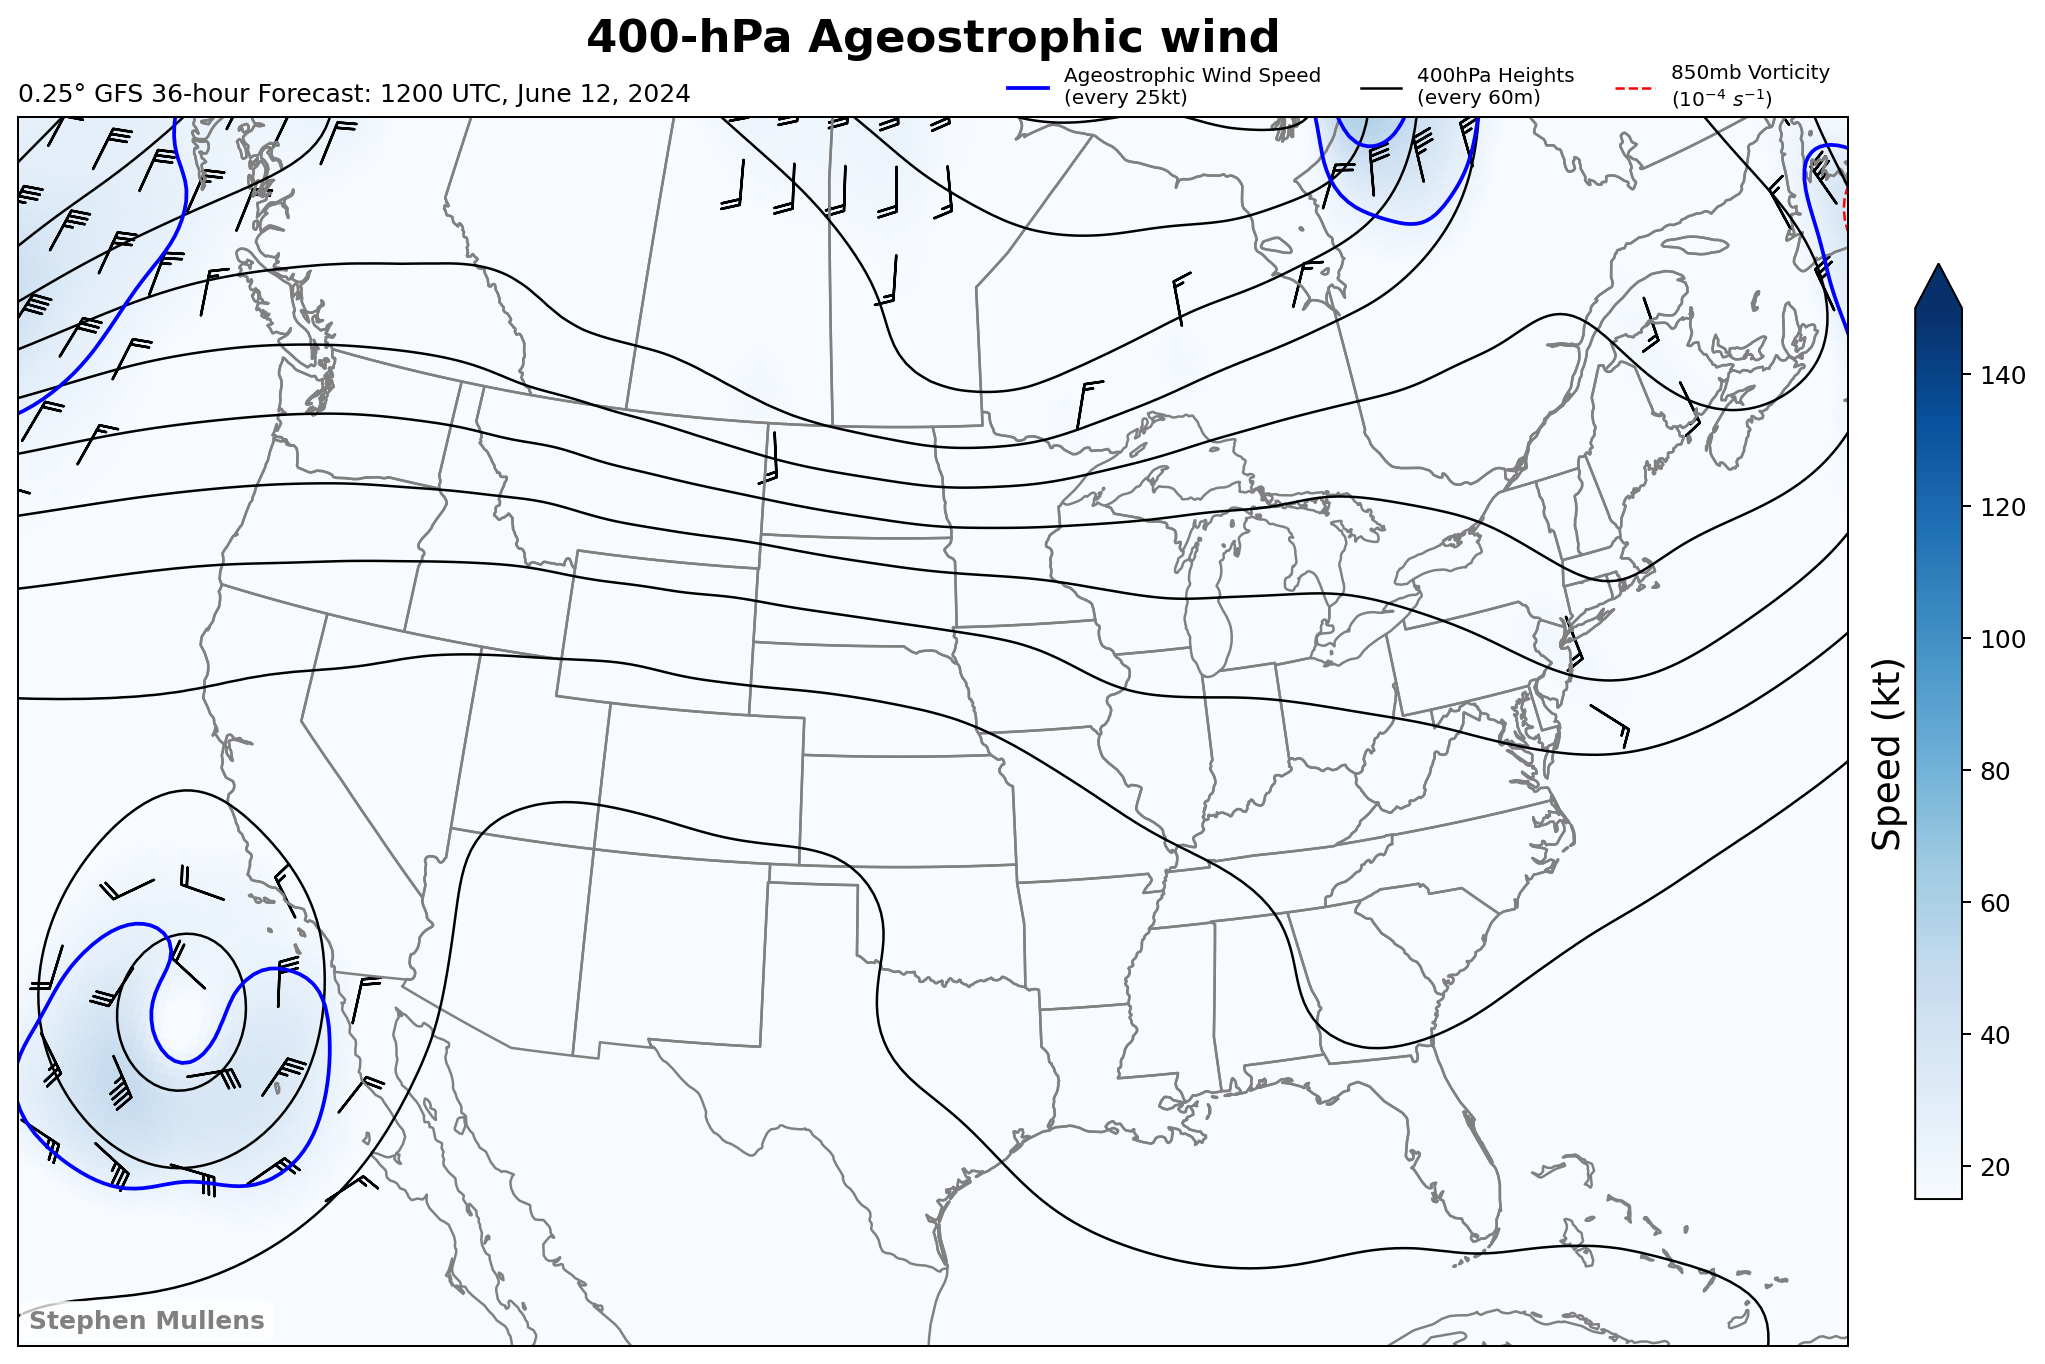 400-hPa Ageostrophic wind
0.25° GFS 36-hour Forecast: 1200 UTC, June 12, 2024
Ageostrophic Wind Speed
(every 25kt)
400hPa Heights
(every 60m)
850mb Vorticity
(10⁻⁴ s⁻¹)
140
120
100
80
60
40
20
Speed (kt)
Stephen Mullens